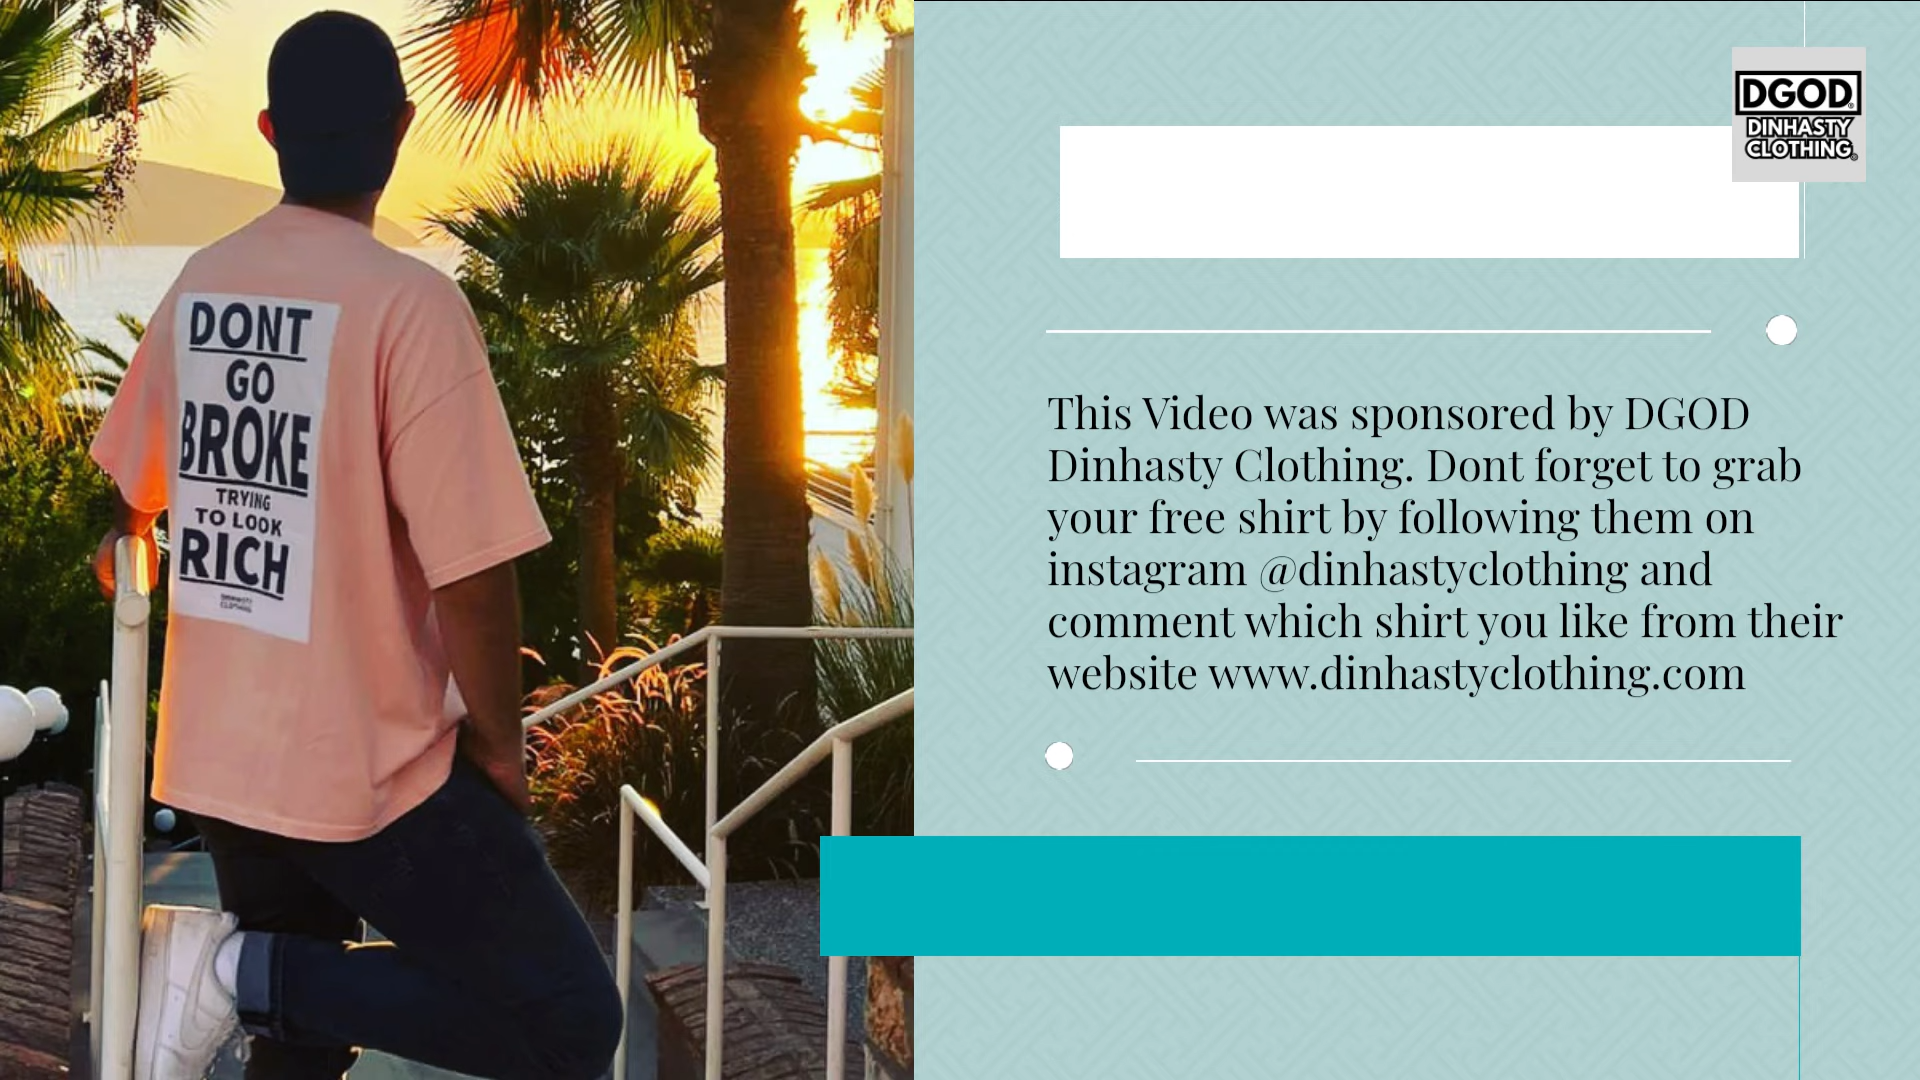 DONT
GO
BROKE
TRYING
TO LOOK
RICH
DINHASTY
CLOTHING
DGOD®
DINHASTY
CLOTHING®
This Video was sponsored by DGOD
Dinhasty Clothing. Dont forget to grab
your free shirt by following them on
instagram @dinhastyclothing and
comment which shirt you like from their
website www.dinhastyclothing.com